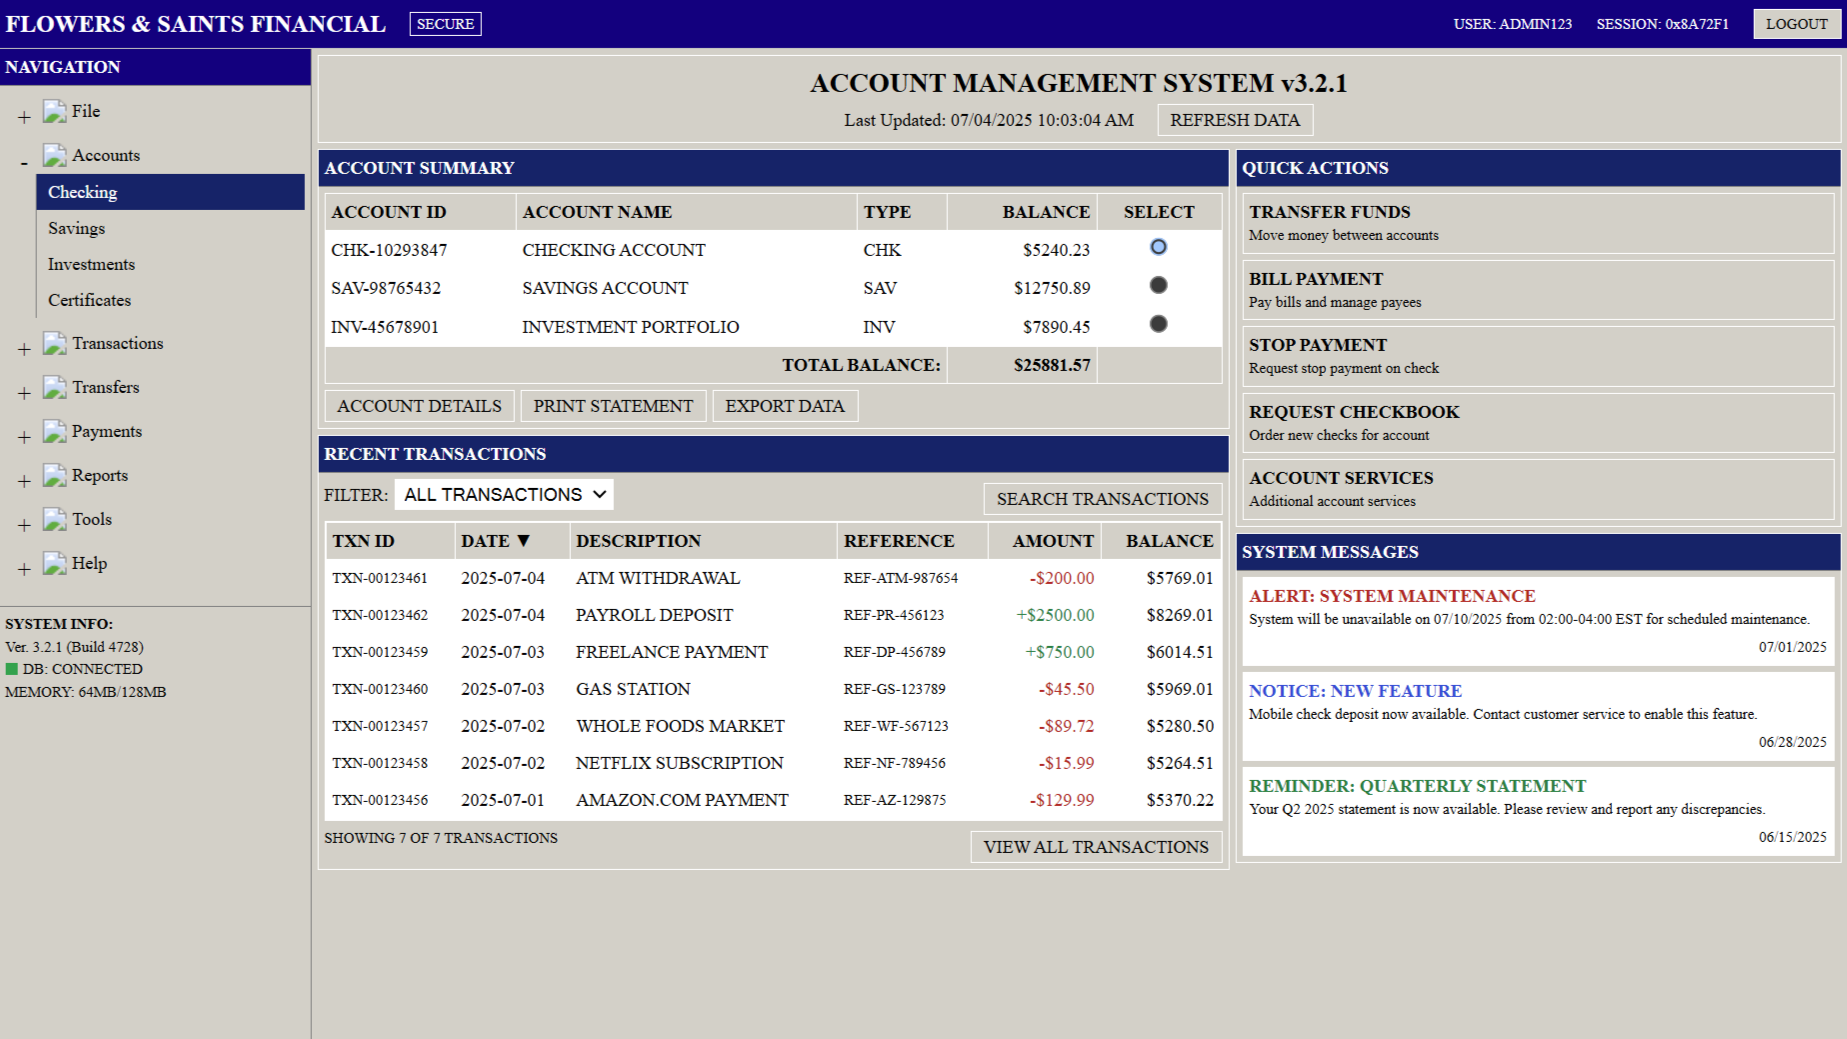 FLOWERS & SAINTS FINANCIAL SECURE USER: ADMIN123 SESSION: 0x8A72F1 LOGOUT
NAVIGATION
+ File
- Accounts
Checking
Savings
Investments
Certificates
+ Transactions
+ Transfers
+ Payments
+ Reports
+ Tools
+ Help
SYSTEM INFO:
Ver. 3.2.1 (Build 4728)
DB: CONNECTED
MEMORY: 64MB/128MB
ACCOUNT MANAGEMENT SYSTEM v3.2.1
Last Updated: 07/04/2025 10:03:04 AM REFRESH DATA
ACCOUNT SUMMARY
ACCOUNT ID ACCOUNT NAME TYPE BALANCE SELECT
CHK-10293847 CHECKING ACCOUNT CHK $5240.23
SAV-98765432 SAVINGS ACCOUNT SAV $12750.89
INV-45678901 INVESTMENT PORTFOLIO INV $7890.45
TOTAL BALANCE: $25881.57
ACCOUNT DETAILS PRINT STATEMENT EXPORT DATA
RECENT TRANSACTIONS
FILTER: ALL TRANSACTIONS SEARCH TRANSACTIONS
TXN ID DATE ▼ DESCRIPTION REFERENCE AMOUNT BALANCE
TXN-00123461 2025-07-04 ATM WITHDRAWAL REF-ATM-987654 -$200.00 $5769.01
TXN-00123462 2025-07-04 PAYROLL DEPOSIT REF-PR-456123 +$2500.00 $8269.01
TXN-00123459 2025-07-03 FREELANCE PAYMENT REF-DP-456789 +$750.00 $6014.51
TXN-00123460 2025-07-03 GAS STATION REF-GS-123789 -$45.50 $5969.01
TXN-00123457 2025-07-02 WHOLE FOODS MARKET REF-WF-567123 -$89.72 $5280.50
TXN-00123458 2025-07-02 NETFLIX SUBSCRIPTION REF-NF-789456 -$15.99 $5264.51
TXN-00123456 2025-07-01 AMAZON.COM PAYMENT REF-AZ-129875 -$129.99 $5370.22
SHOWING 7 OF 7 TRANSACTIONS
VIEW ALL TRANSACTIONS
QUICK ACTIONS
TRANSFER FUNDS
Move money between accounts
BILL PAYMENT
Pay bills and manage payees
STOP PAYMENT
Request stop payment on check
REQUEST CHECKBOOK
Order new checks for account
ACCOUNT SERVICES
Additional account services
SYSTEM MESSAGES
ALERT: SYSTEM MAINTENANCE
System will be unavailable on 07/10/2025 from 02:00-04:00 EST for scheduled maintenance.
07/01/2025
NOTICE: NEW FEATURE
Mobile check deposit now available. Contact customer service to enable this feature.
06/28/2025
REMINDER: QUARTERLY STATEMENT
Your Q2 2025 statement is now available. Please review and report any discrepancies.
06/15/2025